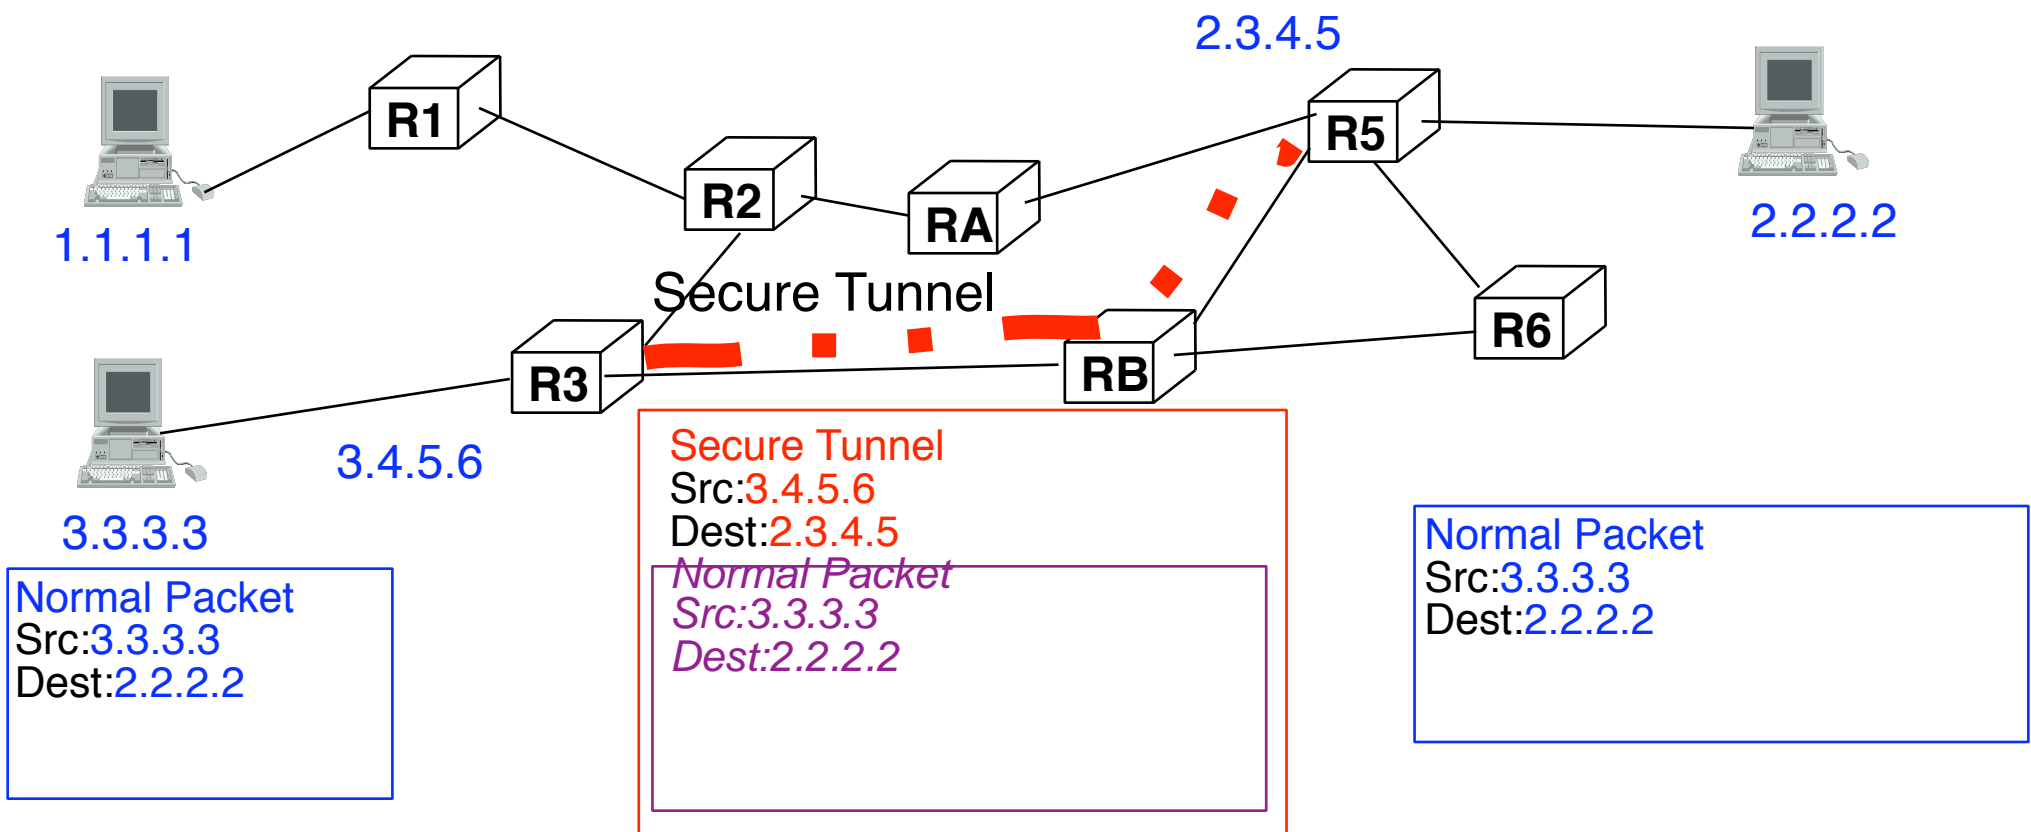 2.3.4.5
R1
R5
R2
RA
1.1.1.1
2.2.2.2
Secure Tunnel
R6
R3
RB
3.4.5.6
3.3.3.3
Normal Packet
Src:3.3.3.3
Dest:2.2.2.2
Secure Tunnel
Src:3.4.5.6
Dest:2.3.4.5
Normal Packet
Src:3.3.3.3
Dest:2.2.2.2
Normal Packet
Src:3.3.3.3
Dest:2.2.2.2